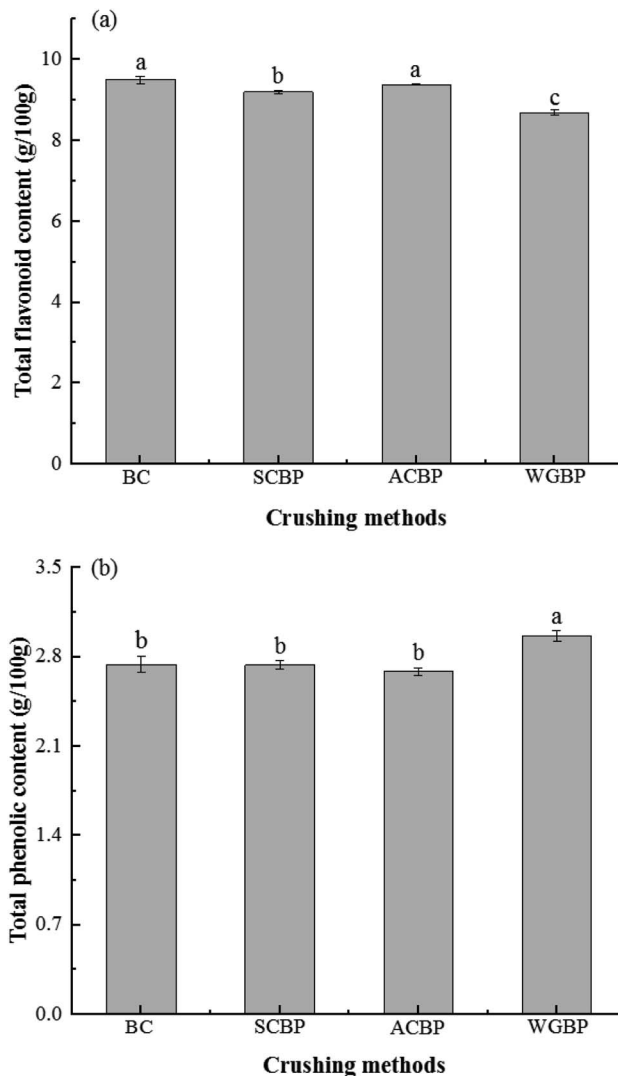 (a)
Total flavonoid content (g/100g)
10
8
6
4
2
0
a
b
a
c
BC SCBP ACBP WGBP
Crushing methods
(b)
Total phenolic content (g/100g)
3.5
2.8
2.1
1.4
0.7
0.0
b
b
b
a
BC SCBP ACBP WGBP
Crushing methods